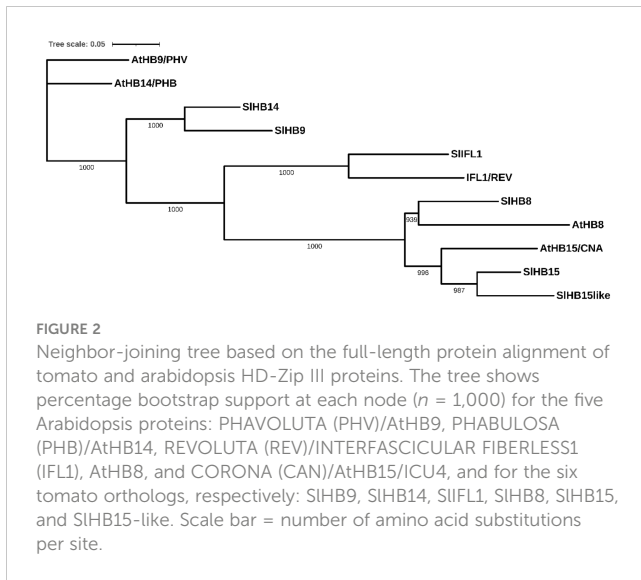 Tree scale: 0.05
AtHB9/PHV
AtHB14/PHB
SlHB14
1000
SlHB9
1000
SlIFL1
1000
IFL1/REV
1000
SlHB8
939
AtHB8
1000
AtHB15/CNA
996
SlHB15
987
SlHB15like
FIGURE 2
Neighbor-joining tree based on the full-length protein alignment of
tomato and arabidopsis HD-Zip III proteins. The tree shows
percentage bootstrap support at each node (n = 1,000) for the five
Arabidopsis proteins: PHAVOLUTA (PHV)/AtHB9, PHABULOSA
(PHB)/AtHB14, REVOLUTA (REV)/INTERFASCICULAR FIBERLESS1
(IFL1), AtHB8, and CORONA (CAN)/AtHB15/ICU4, and for the six
tomato orthologs, respectively: SlHB9, SlHB14, SlIFL1, SlHB8, SlHB15,
and SlHB15-like. Scale bar = number of amino acid substitutions
per site.